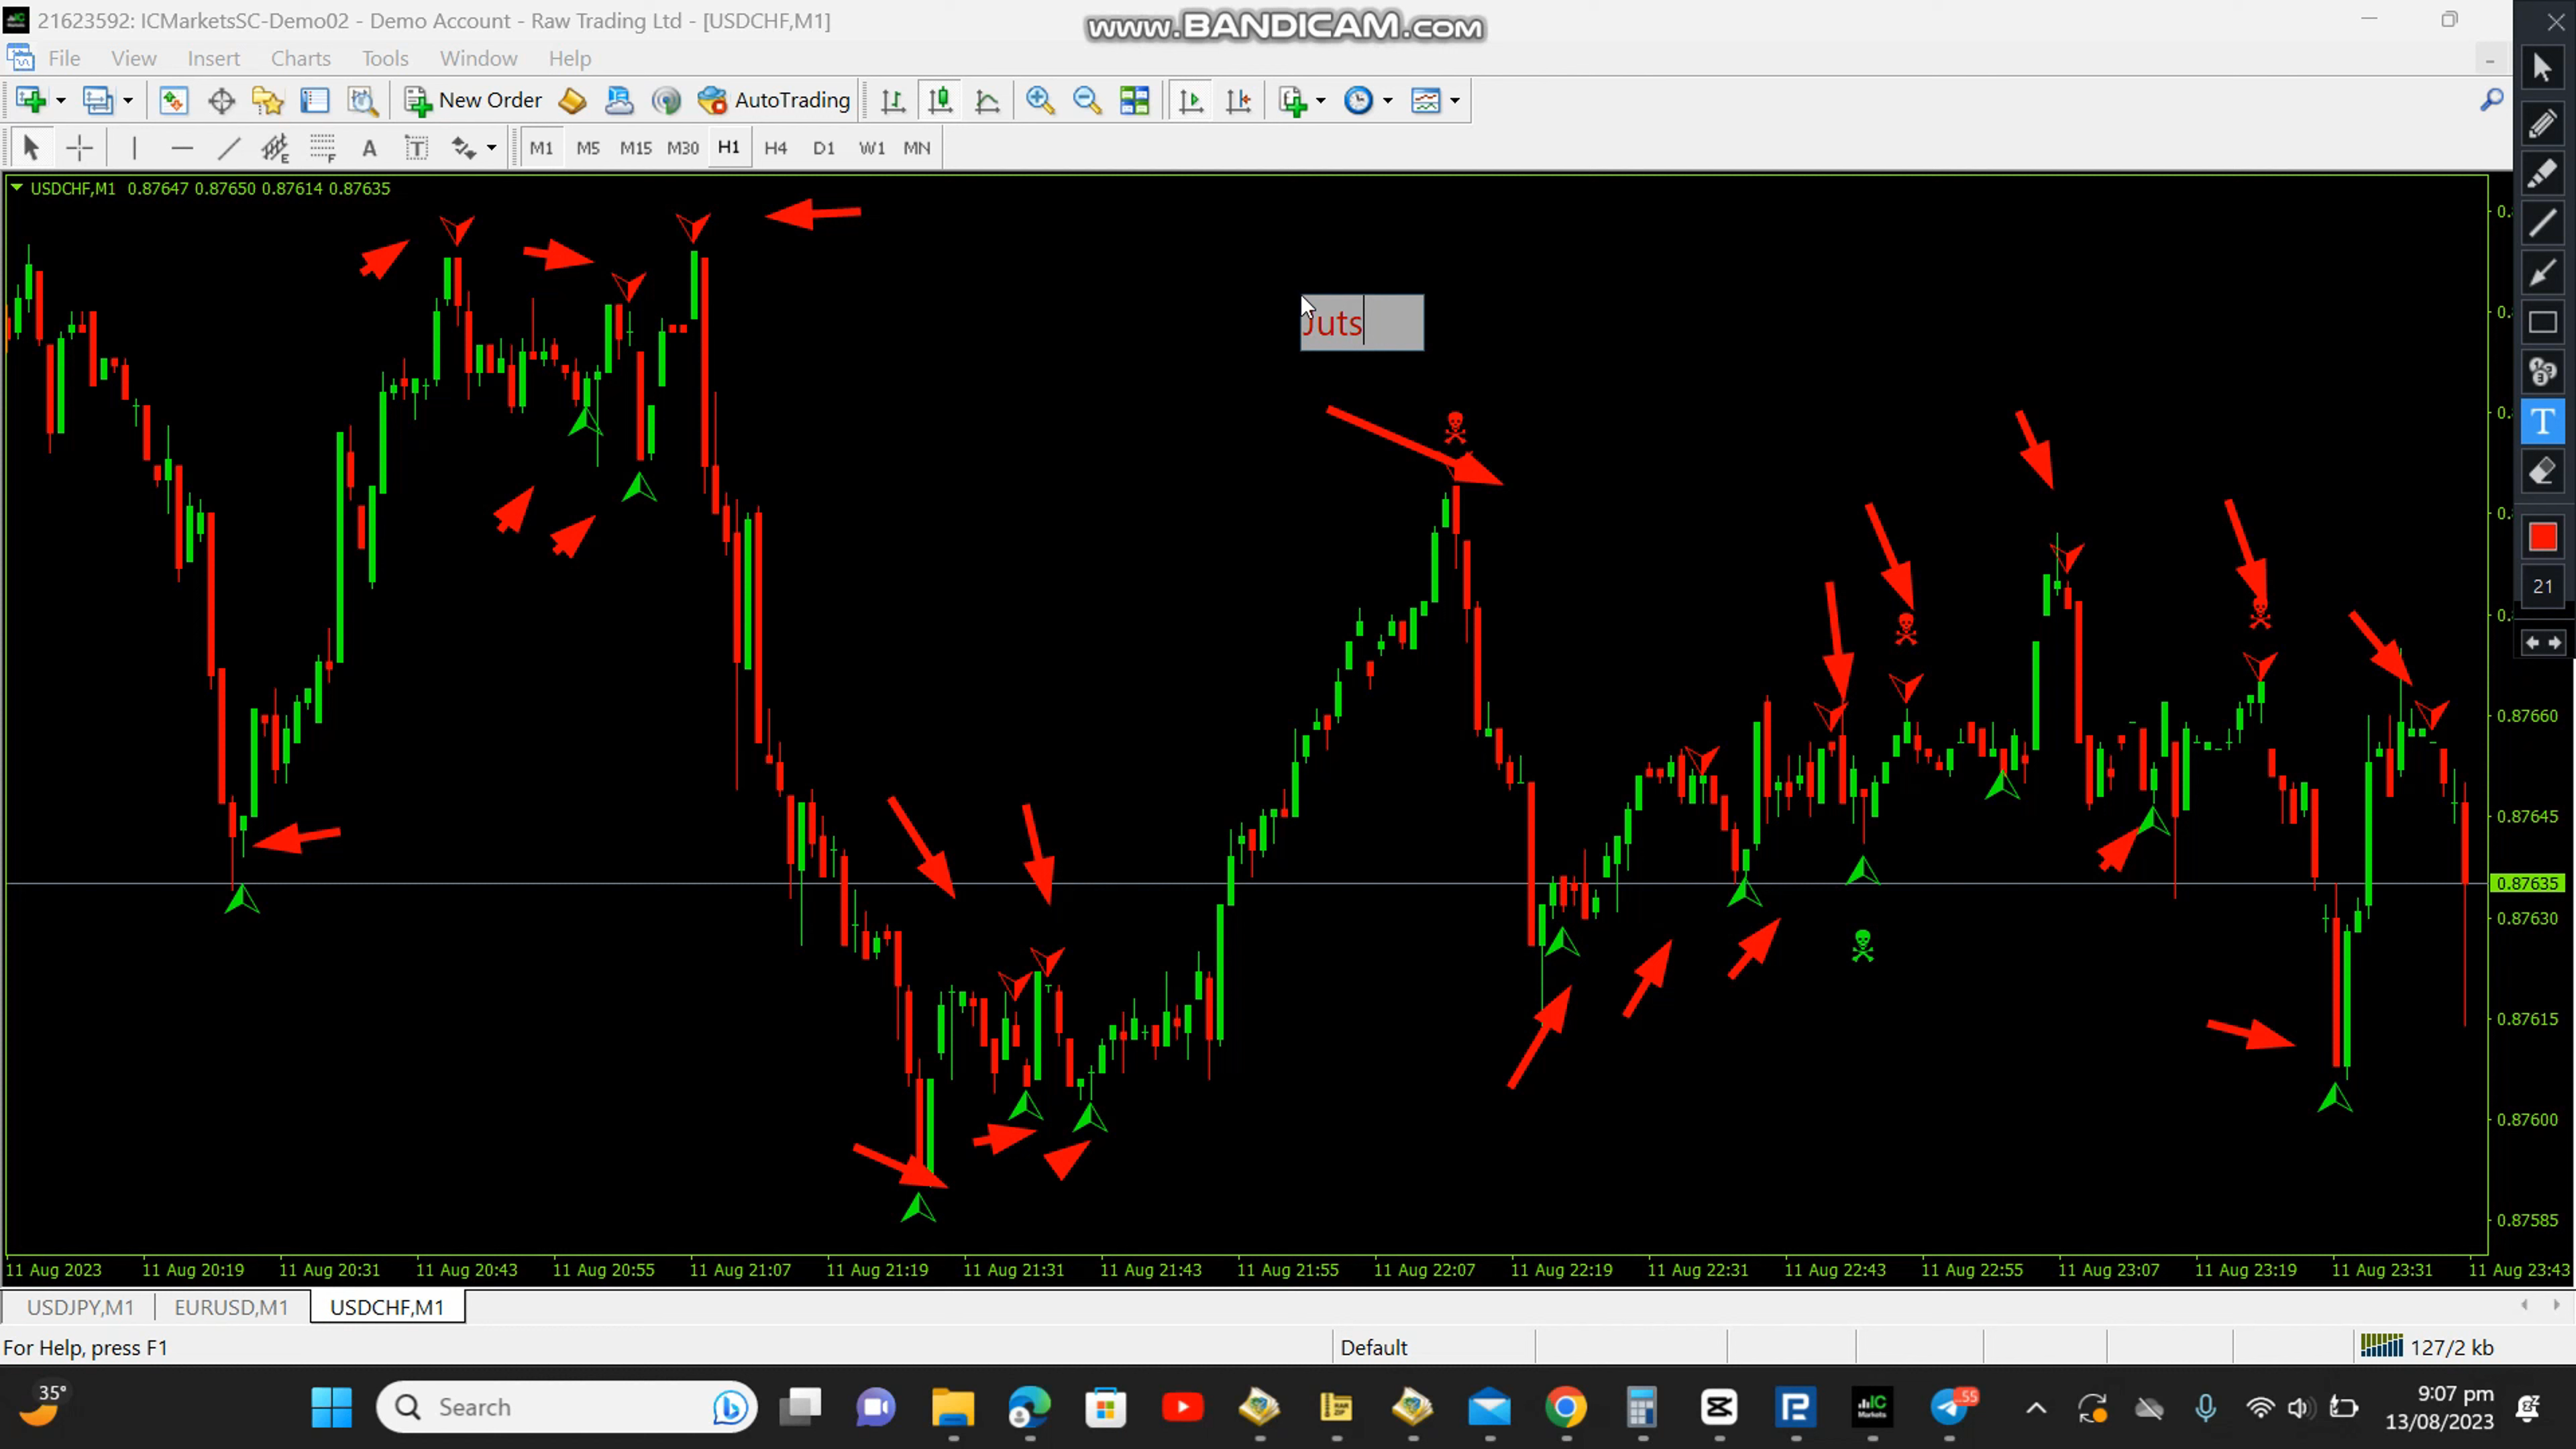 21623592: ICMarketsSC-Demo02 - Demo Account - Raw Trading Ltd - [USDCHF,M1]
www.BANDICAM.com
File View Insert Charts Tools Window Help
New Order AutoTrading
A T M1 M5 M15 M30 H1 H4 D1 W1 MN
USDCHF,M1 0.87647 0.87650 0.87614 0.87635
Juts
T
21
0.87660
0.87645
0.87635
0.87630
0.87615
0.87600
0.87585
11 Aug 2023 11 Aug 20:19 11 Aug 20:31 11 Aug 20:43 11 Aug 20:55 11 Aug 21:07 11 Aug 21:19 11 Aug 21:31 11 Aug 21:43 11 Aug 21:55 11 Aug 22:07 11 Aug 22:19 11 Aug 22:31 11 Aug 22:43 11 Aug 22:55 11 Aug 23:07 11 Aug 23:19 11 Aug 23:31 11 Aug 23:43
USDJPY,M1 EURUSD,M1 USDCHF,M1
For Help, press F1 Default 127/2 kb
35° Search IC Markets 55 9:07 pm
13/08/2023